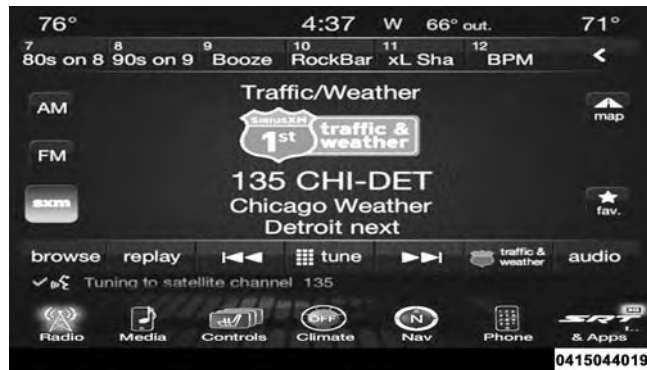 76° 4:37 W 66° out. 71°
7 80s on 8 8 90s on 9 9 Booze 10 RockBar 11 xL Sha 12 BPM
Traffic/Weather
AM
map
SIRIUSXM 1st traffic & weather
FM
135 CHI-DET
sxm
Chicago Weather
fav.
Detroit next
browse replay tune traffic & weather audio
Tuning to satellite channel 135
Radio Media Controls OFF Climate N Nav Phone SRT & Apps
0415044019